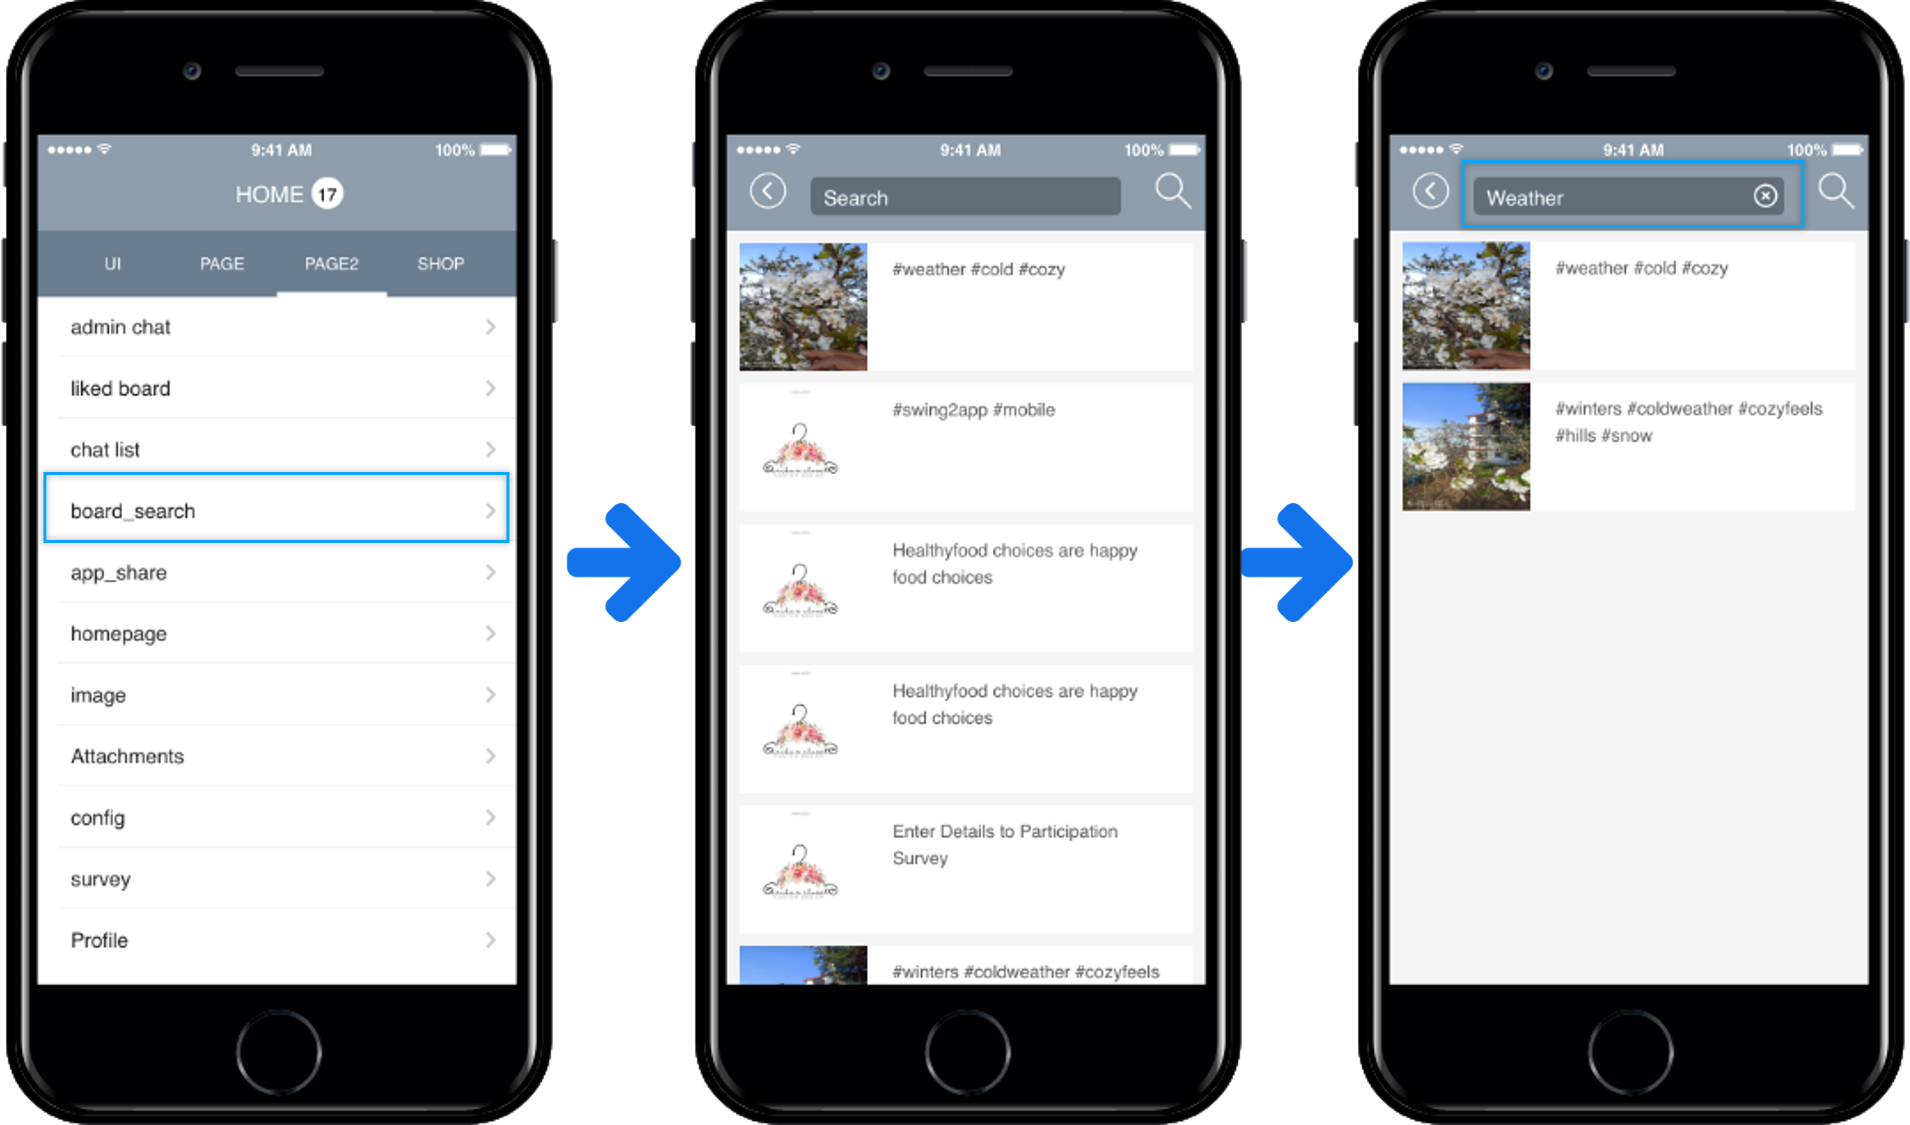 9:41 AM
100%
HOME 17
UI
PAGE
PAGE2
SHOP
admin chat
liked board
chat list
board_search
app_share
homepage
image
Attachments
config
survey
Profile
9:41 AM
100%
Search
#weather #cold #cozy
#swing2app #mobile
Healthyfood choices are happy
food choices
Healthyfood choices are happy
food choices
Enter Details to Participation
Survey
#winters #coldweather #cozyfeels
9:41 AM
100%
Weather
#weather #cold #cozy
#winters #coldweather #cozyfeels
#hills #snow